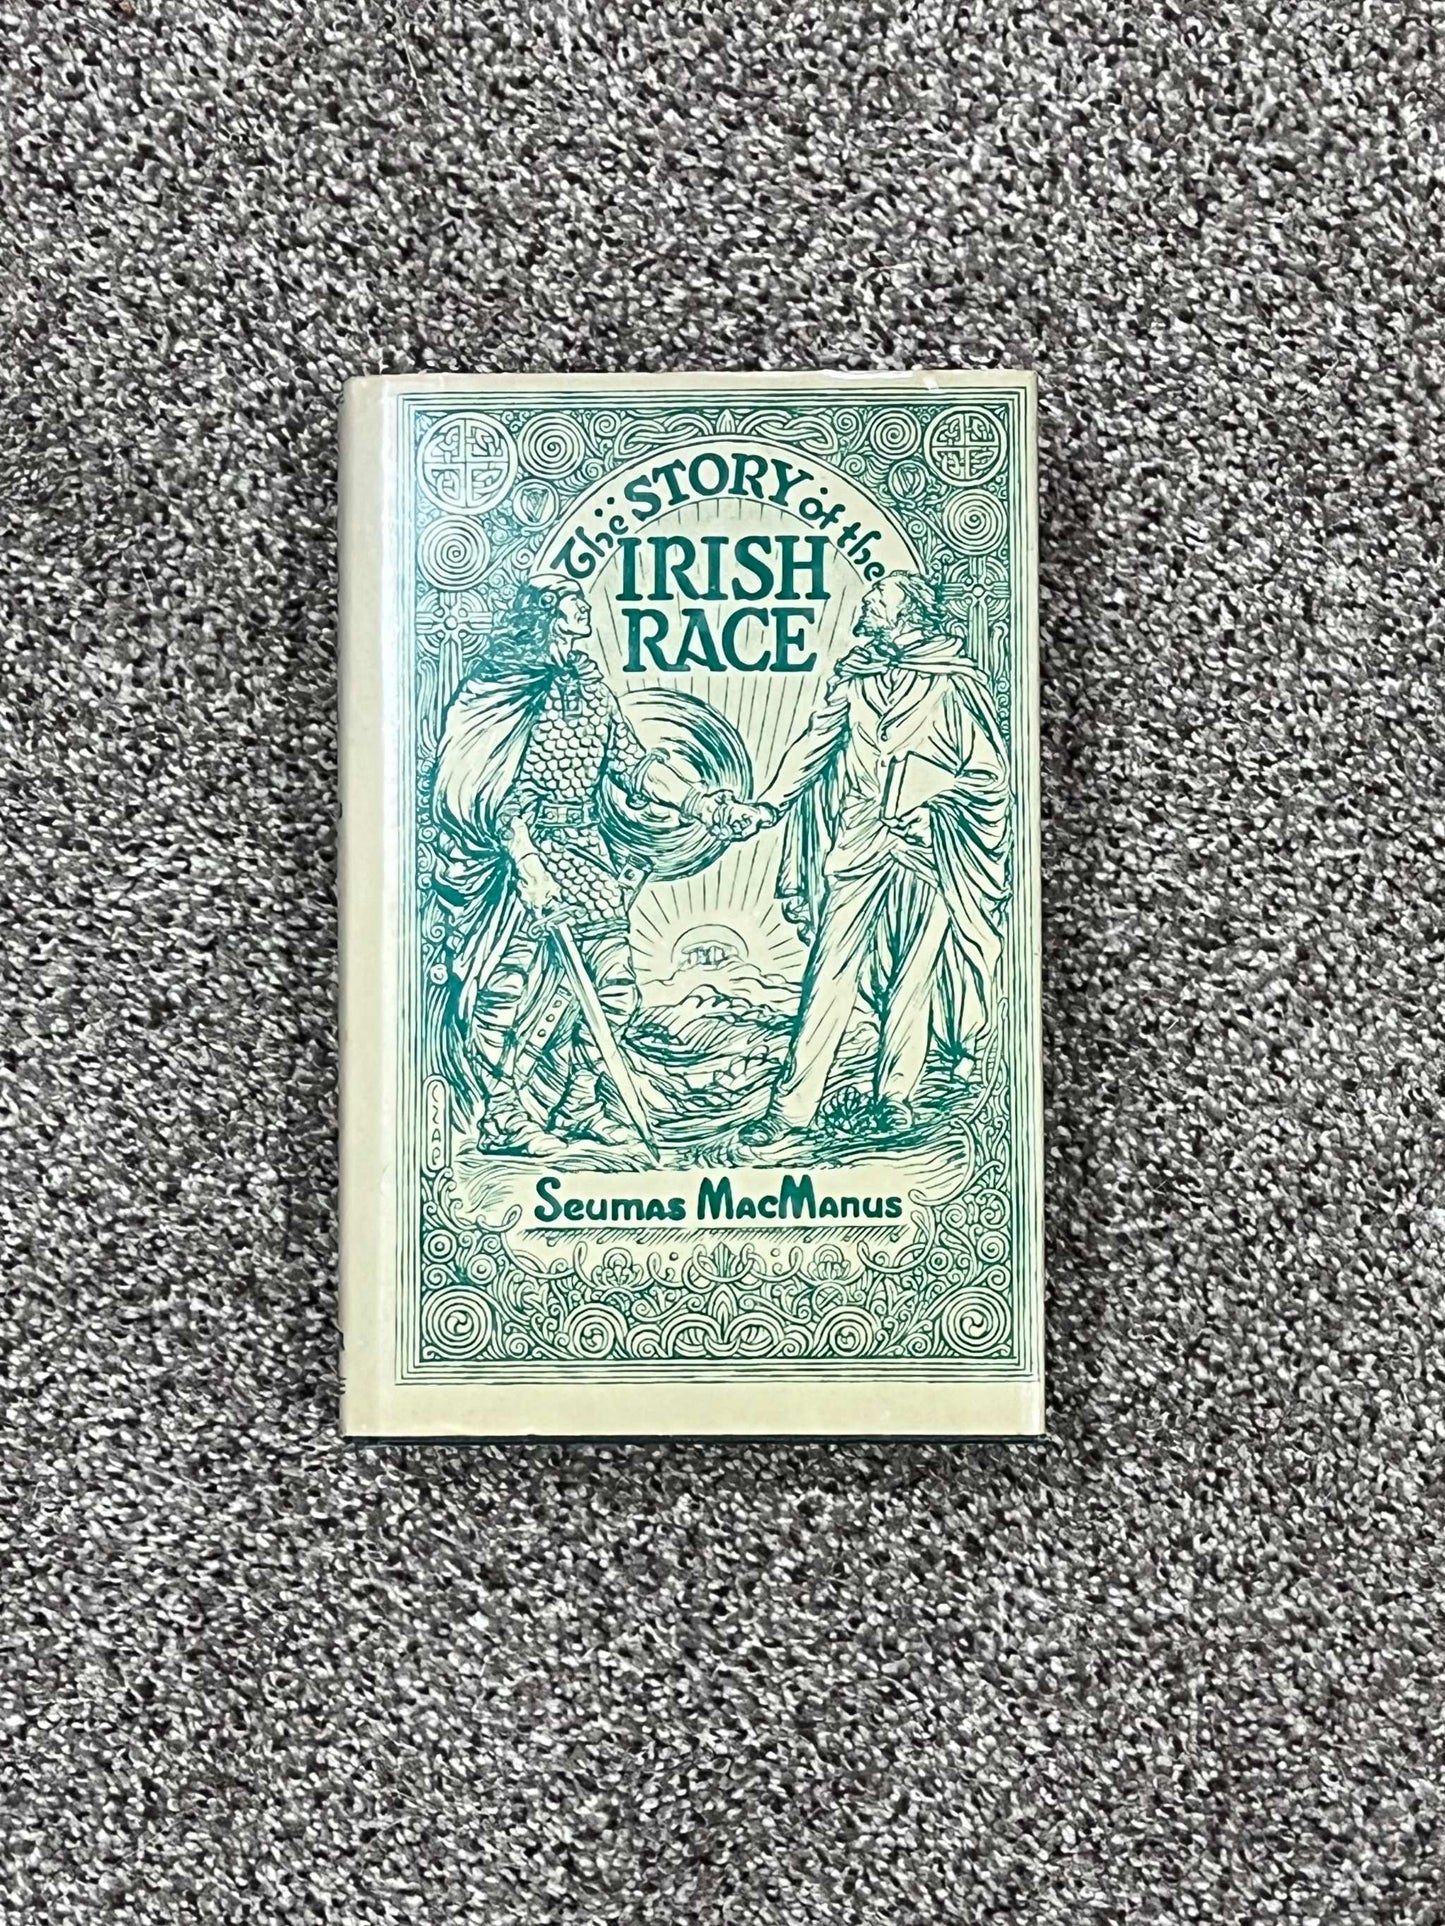 The STORY of the
IRISH
RACE
Seumas MacManus